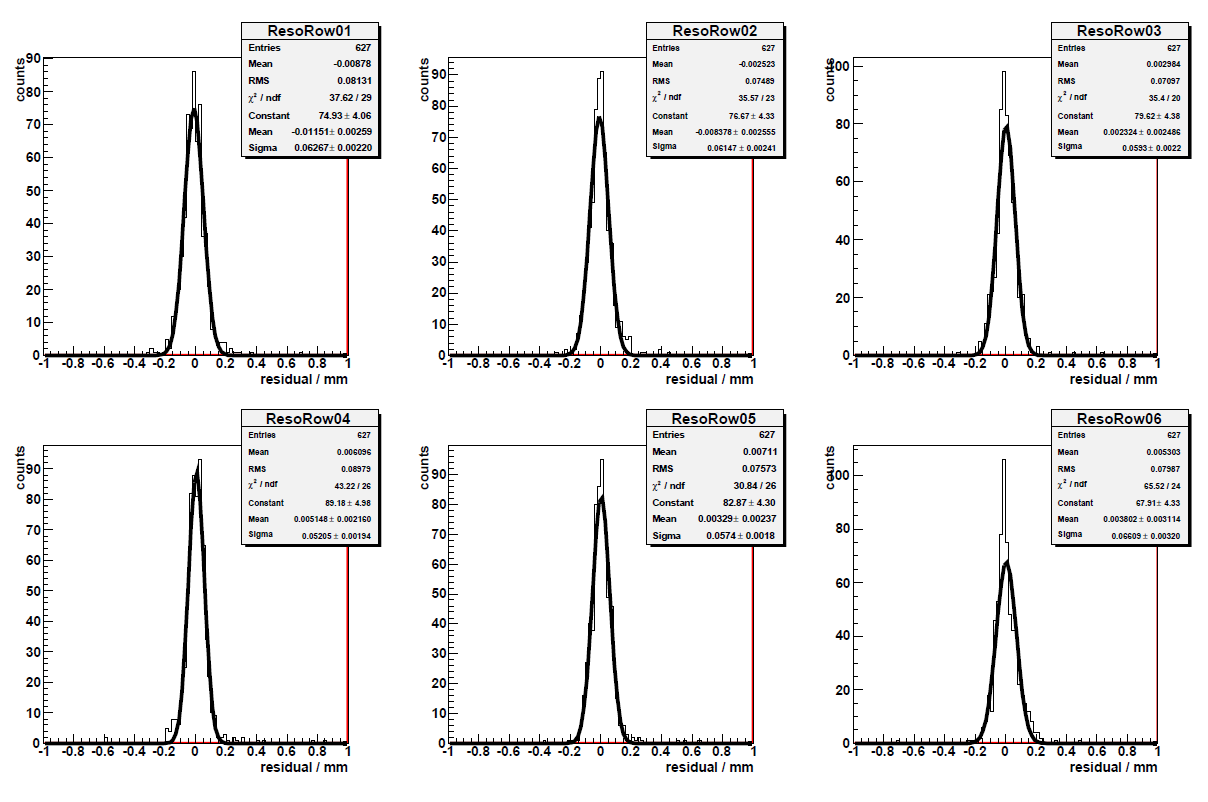 ResoRow01
Entries 627
Mean -0.00878
RMS 0.08131
χ² / ndf 37.62 / 29
Constant 74.93 ± 4.06
Mean -0.01151 ± 0.00259
Sigma 0.06267 ± 0.00220
counts
90
80
70
60
50
40
30
20
10
0
-1 -0.8 -0.6 -0.4 -0.2 0 0.2 0.4 0.6 0.8 1
residual / mm
ResoRow02
Entries 627
Mean -0.002523
RMS 0.07489
χ² / ndf 35.57 / 23
Constant 76.67 ± 4.33
Mean -0.008378 ± 0.002555
Sigma 0.06147 ± 0.00241
counts
90
80
70
60
50
40
30
20
10
0
-1 -0.8 -0.6 -0.4 -0.2 0 0.2 0.4 0.6 0.8 1
residual / mm
ResoRow03
Entries 627
Mean 0.002984
RMS 0.07097
χ² / ndf 35.4 / 20
Constant 79.62 ± 4.38
Mean 0.002324 ± 0.002486
Sigma 0.0593 ± 0.0022
counts
100
80
60
40
20
0
-1 -0.8 -0.6 -0.4 -0.2 0 0.2 0.4 0.6 0.8 1
residual / mm
ResoRow04
Entries 627
Mean 0.006096
RMS 0.08979
χ² / ndf 43.22 / 26
Constant 89.18 ± 4.98
Mean 0.005148 ± 0.002160
Sigma 0.05205 ± 0.00194
counts
90
80
70
60
50
40
30
20
10
0
-1 -0.8 -0.6 -0.4 -0.2 0 0.2 0.4 0.6 0.8 1
residual / mm
ResoRow05
Entries 627
Mean 0.00711
RMS 0.07573
χ² / ndf 30.84 / 26
Constant 82.87 ± 4.30
Mean 0.00329 ± 0.00237
Sigma 0.0574 ± 0.0018
counts
90
80
70
60
50
40
30
20
10
0
-1 -0.8 -0.6 -0.4 -0.2 0 0.2 0.4 0.6 0.8 1
residual / mm
ResoRow06
Entries 627
Mean 0.005303
RMS 0.07987
χ² / ndf 65.52 / 24
Constant 67.91 ± 4.33
Mean 0.003802 ± 0.003114
Sigma 0.06609 ± 0.00320
counts
100
80
60
40
20
0
-1 -0.8 -0.6 -0.4 -0.2 0 0.2 0.4 0.6 0.8 1
residual / mm